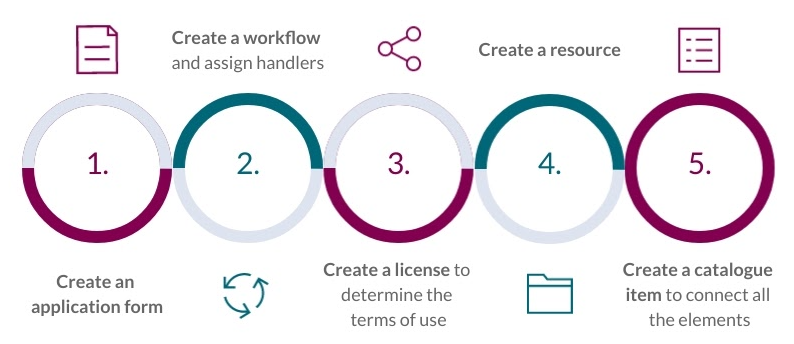 1.
Create an
application form
2.
Create a workflow
and assign handlers
3.
Create a license to
determine the
terms of use
4.
Create a resource
5.
Create a catalogue
item to connect all
the elements